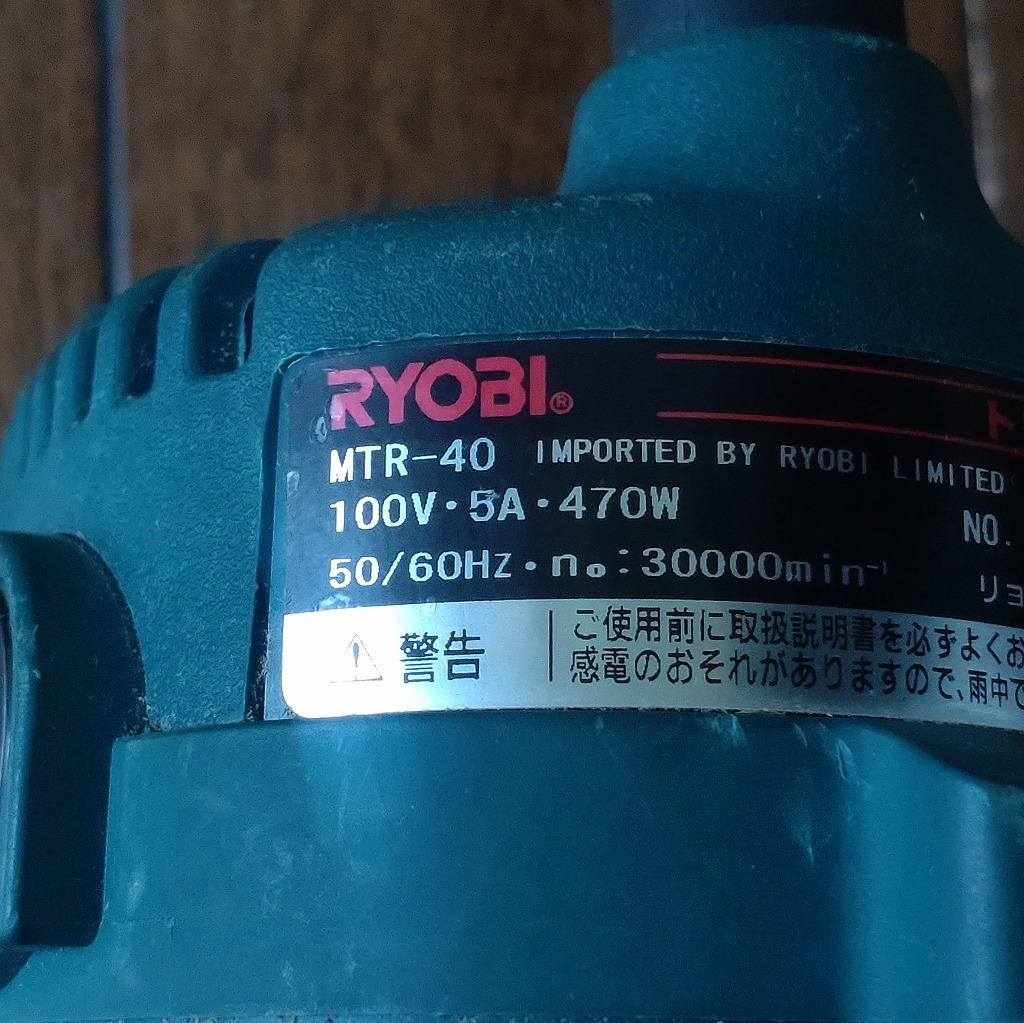 RYOBI®
ト
MTR-40 IMPORTED BY RYOBI LIMITED
100V・5A・470W
NO.
50/60Hz・no:30000min⁻¹
リョ
警告
ご使用前に取扱説明書を必ずよくお
感電のおそれがありますので、雨中で